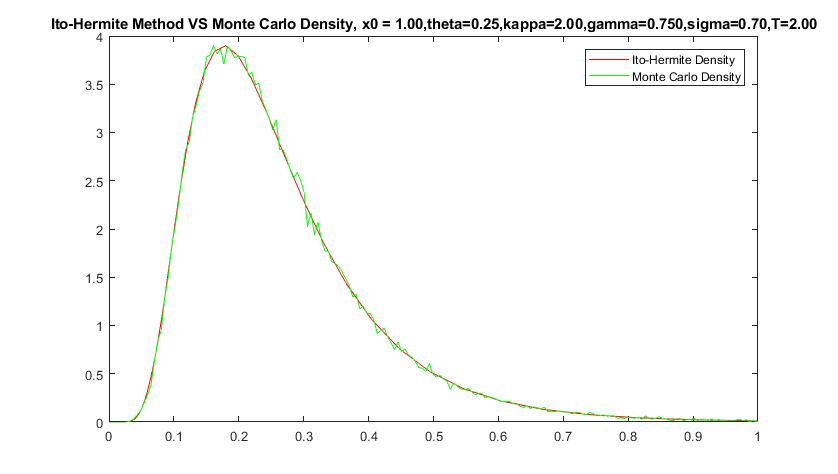 Ito-Hermite Method VS Monte Carlo Density, x0 = 1.00,theta=0.25,kappa=2.00,gamma=0.750,sigma=0.70,T=2.00
4
Ito-Hermite Density
Monte Carlo Density
3.5
3
2.5
2
1.5
1
0.5
0
0 0.1 0.2 0.3 0.4 0.5 0.6 0.7 0.8 0.9 1